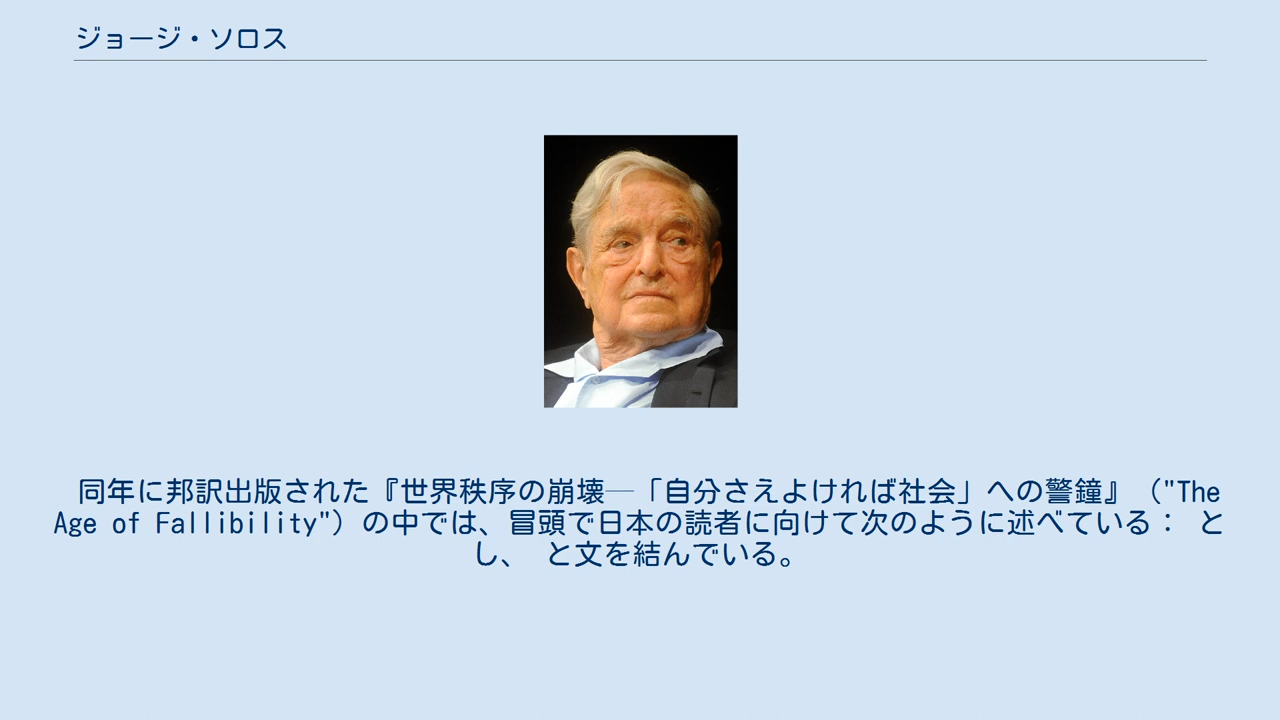 ジョージ・ソロス
同年に邦訳出版された『世界秩序の崩壊─「自分さえよければ社会」への警鐘』（"The
Age of Fallibility"）の中では、冒頭で日本の読者に向けて次のように述べている： と
し、 と文を結んでいる。